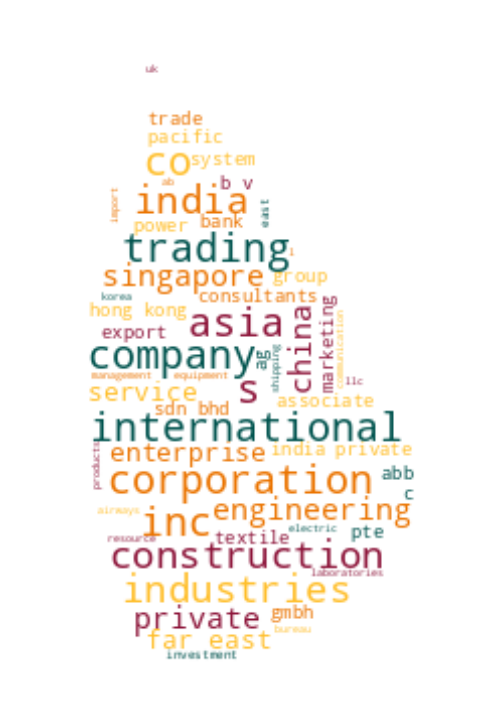 uk
trade
pacific
co system
ab
b v
import
india
east
power bank
trading
i
singapore group
korea
consultants
hong kong
asia
china
marketing
communication
export
company
ag
shipping
management equipment
llc
service
s
associate
sdn bhd
international
products
enterprise india private
corporation
abb
c
airways
inc engineering
electric
pte
resource
textile
construction
laboratories
industries
private gmbh
bureau
far east
investment